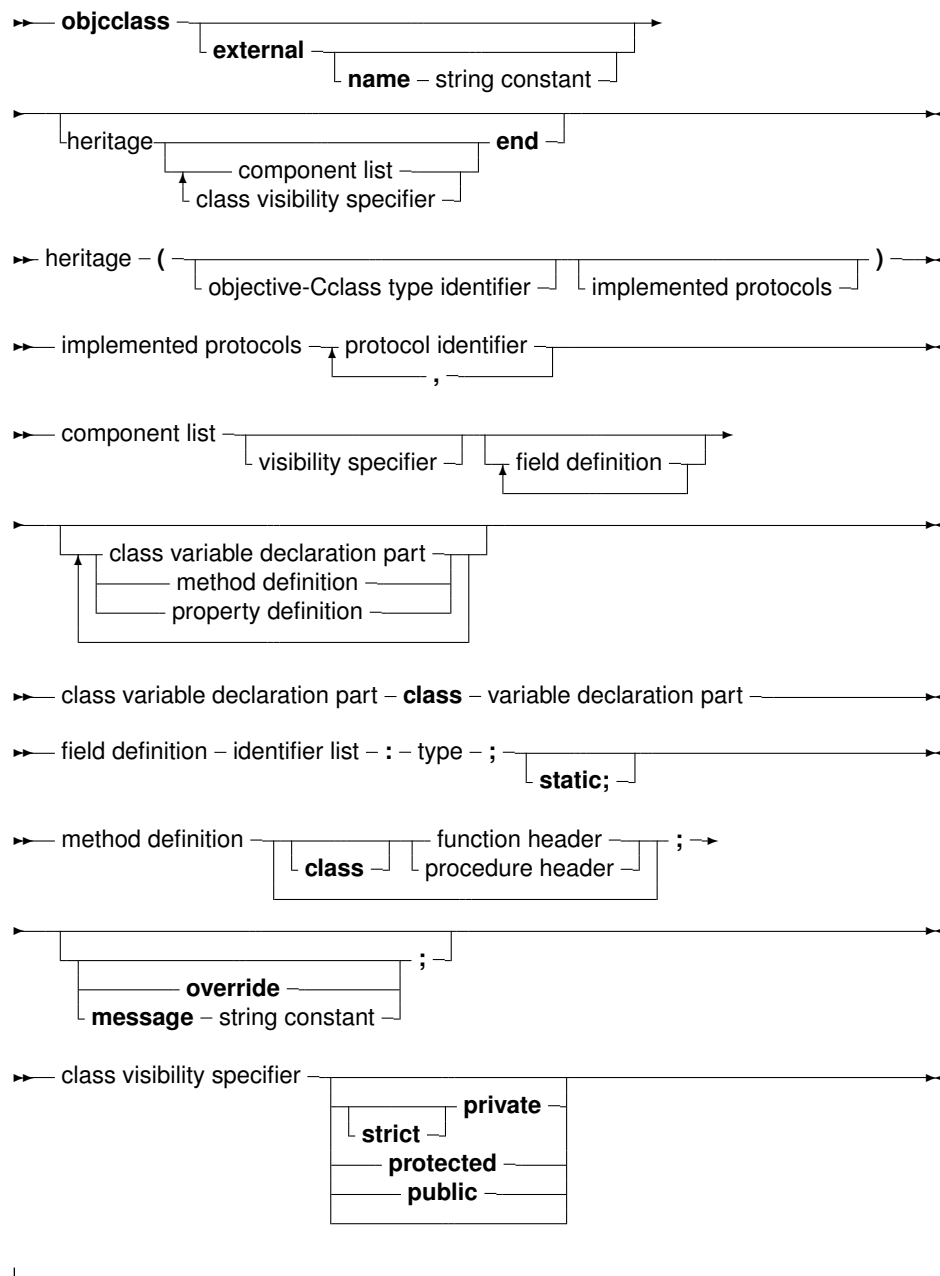 objcclass
external
name string constant
heritage end
component list
class visibility specifier
heritage ( )
objective-Cclass type identifier implemented protocols
implemented protocols protocol identifier
,
component list
visibility specifier field definition
class variable declaration part
method definition
property definition
class variable declaration part class variable declaration part
field definition identifier list : type ;
static;
method definition function header ;
class procedure header
;
override
message string constant
class visibility specifier
private
strict
protected
public